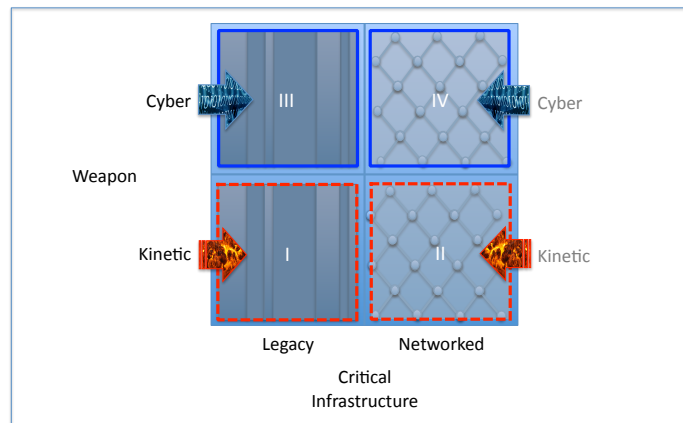 Cyber
III
IV
Cyber
Weapon
Kinetic
I
II
Kinetic
Legacy
Networked
Critical
Infrastructure